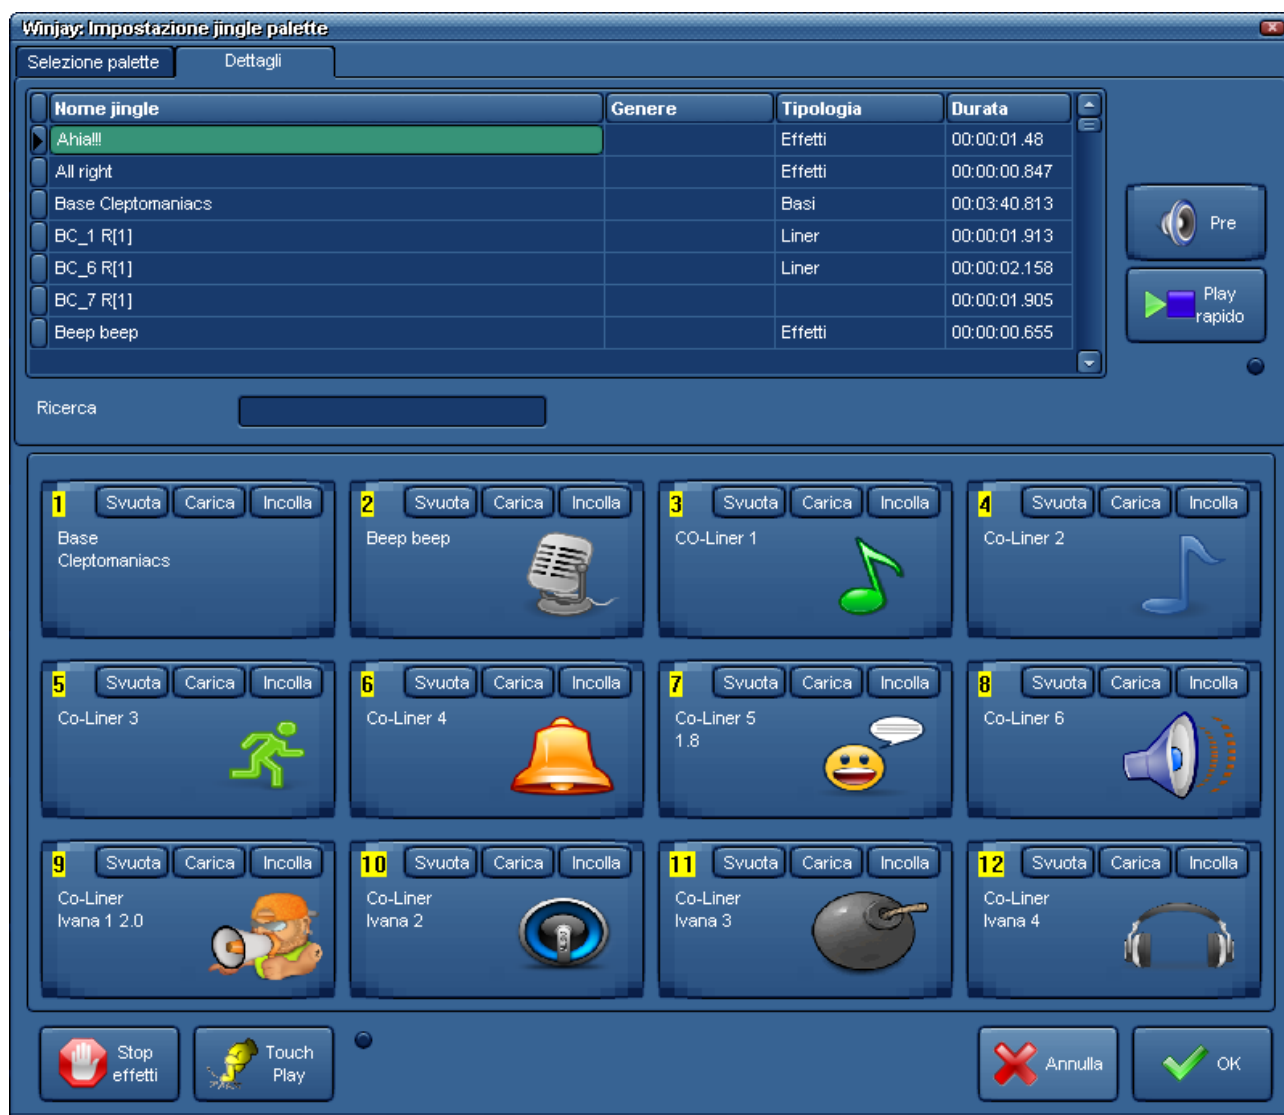 Winjay: Impostazione jingle palette
Selezione palette Dettagli
Nome jingle Genere Tipologia Durata
Ahia!!! Effetti 00:00:01.48
All right Effetti 00:00:00.847
Base Cleptomaniacs Basi 00:03:40.813
BC_1 R[1] Liner 00:00:01.913
BC_6 R[1] Liner 00:00:02.158
BC_7 R[1] 00:00:01.905
Beep beep Effetti 00:00:00.655
Pre
Play
rapido
Ricerca
1 Svuota Carica Incolla
Base
Cleptomaniacs
2 Svuota Carica Incolla
Beep beep
3 Svuota Carica Incolla
CO-Liner 1
4 Svuota Carica Incolla
Co-Liner 2
5 Svuota Carica Incolla
Co-Liner 3
6 Svuota Carica Incolla
Co-Liner 4
7 Svuota Carica Incolla
Co-Liner 5
1.8
8 Svuota Carica Incolla
Co-Liner 6
9 Svuota Carica Incolla
Co-Liner
Ivana 1 2.0
10 Svuota Carica Incolla
Co-Liner
Ivana 2
11 Svuota Carica Incolla
Co-Liner
Ivana 3
12 Svuota Carica Incolla
Co-Liner
Ivana 4
Stop
effetti
Touch
Play
Annulla
OK